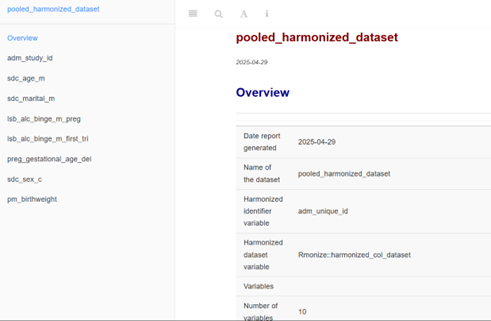 pooled_harmonized_dataset
Overview
adm_study_id
sdc_age_m
sdc_marital_m
lsb_alc_binge_m_preg
lsb_alc_binge_m_first_tri
preg_gestational_age_del
sdc_sex_c
pm_birthweight
A
i
pooled_harmonized_dataset
2025-04-29
Overview
Date report
generated
2025-04-29
Name of
the dataset
pooled_harmonized_dataset
Harmonized
identifier
variable
adm_unique_id
Harmonized
dataset
variable
Rmonize::harmonized_col_dataset
Variables
Number of
variables
10